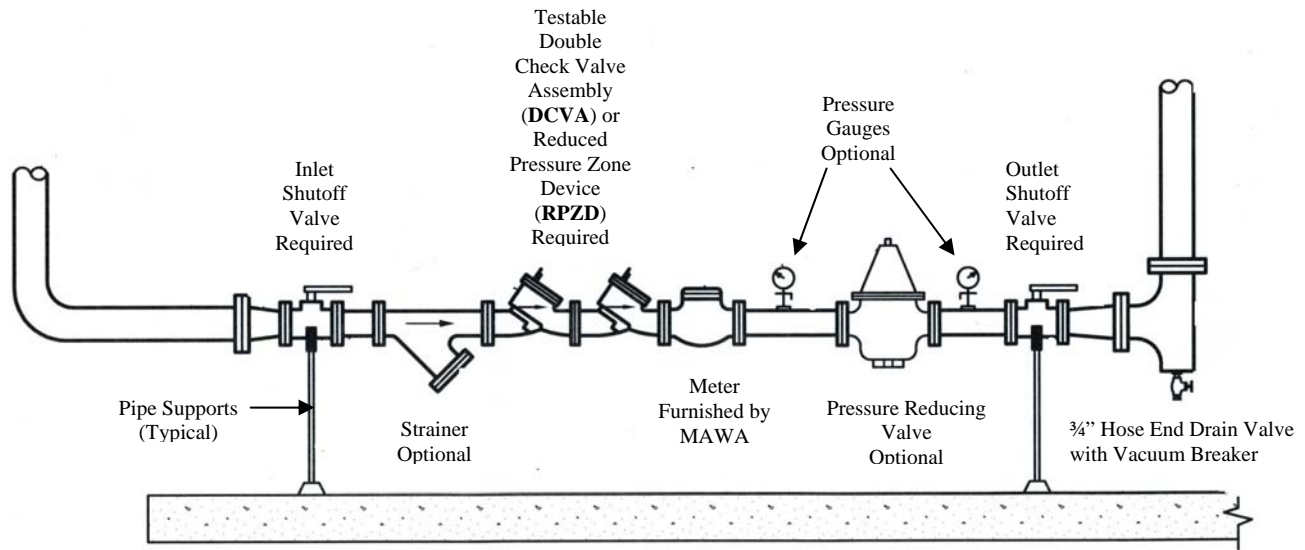 Testable
Double
Check Valve
Assembly
(DCVA) or
Reduced
Pressure Zone
Device
(RPZD)
Required
Pressure
Gauges
Optional
Inlet
Shutoff
Valve
Required
Outlet
Shutoff
Valve
Required
Pipe Supports
(Typical)
Strainer
Optional
Meter
Furnished by
MAWA
Pressure Reducing
Valve
Optional
¾” Hose End Drain Valve
with Vacuum Breaker